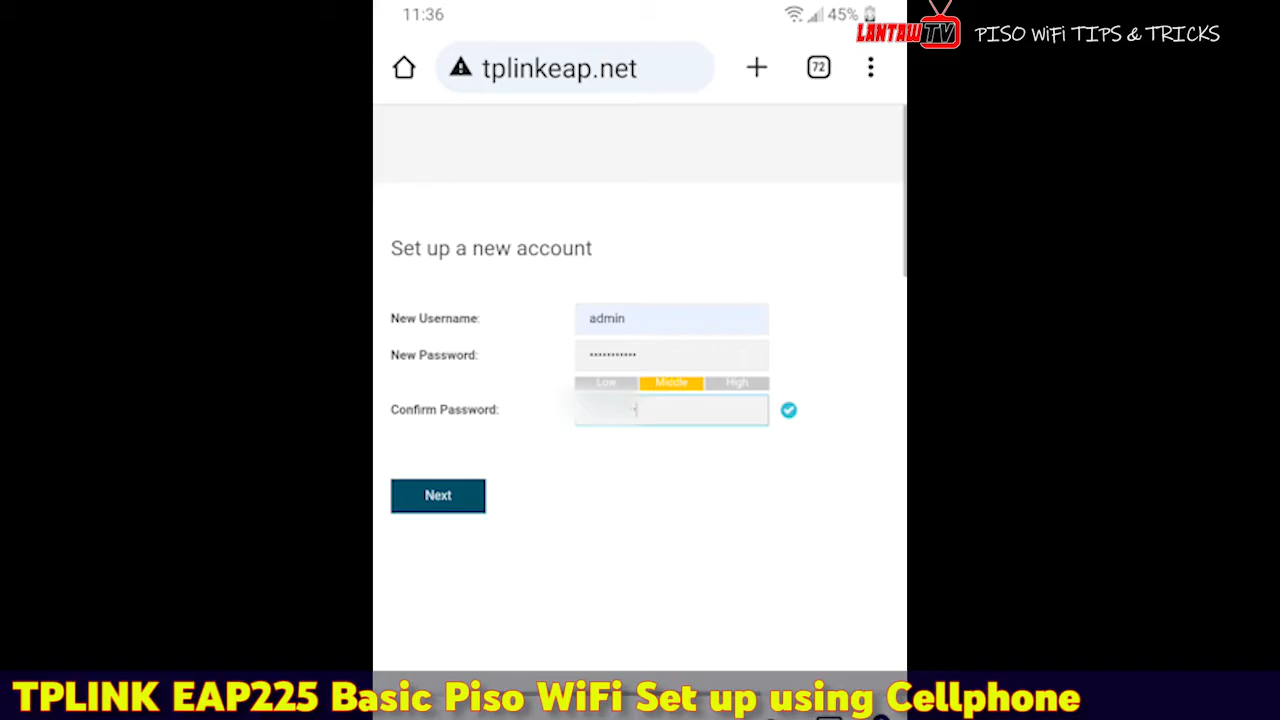 11:36
45%
LANTAW TV
PISO WiFi TIPS & TRICKS
tplinkeap.net
72
Set up a new account
New Username:
admin
New Password:
•••••••••••
Low
Middle
High
Confirm Password:
Next
TPLINK EAP225 Basic Piso WiFi Set up using Cellphone